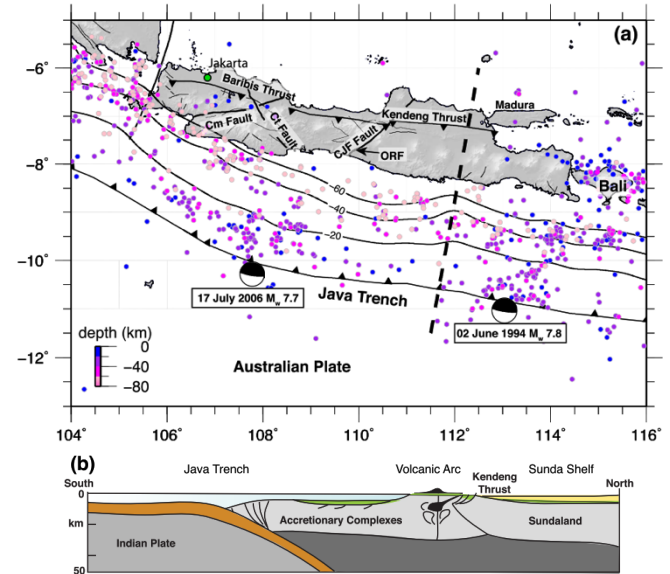 (a)
−6°
−8°
−10°
−12°
Jakarta
Baribis Thrust
Cm Fault
Ct Fault
Kendeng Thrust
Madura
CJF Fault
ORF
Bali
−60
−40
−20
17 July 2006 Mw 7.7
Java Trench
02 June 1994 Mw 7.8
Australian Plate
depth (km)
0
−40
−80
104° 106° 108° 110° 112° 114° 116°
(b)
Java Trench Volcanic Arc Kendeng Thrust Sunda Shelf
South North
0
km
50
Accretionary Complexes
Sundaland
Indian Plate